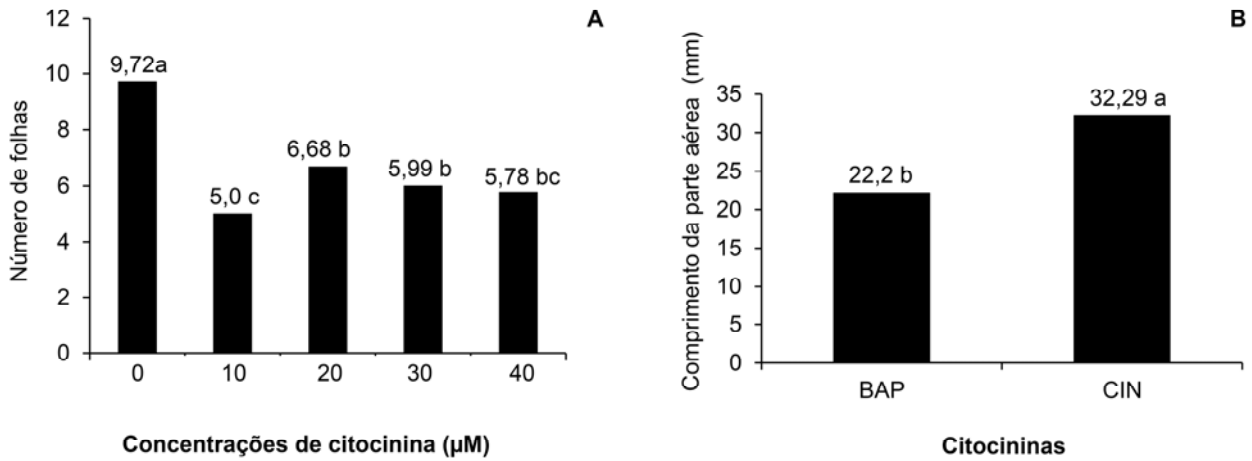 A
Número de folhas
12
10
8
6
4
2
0
9,72a
5,0 c
6,68 b
5,99 b
5,78 bc
0 10 20 30 40
Concentrações de citocinina (µM)
B
Comprimento da parte aérea (mm)
35
30
25
20
15
10
5
0
22,2 b
32,29 a
BAP CIN
Citocininas